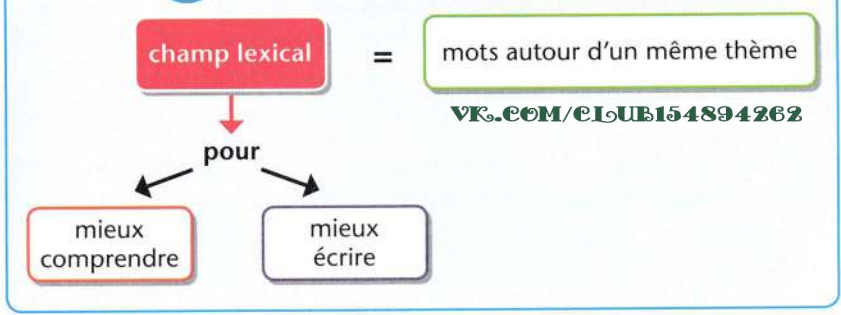 champ lexical = mots autour d'un même thème
VK.COM/CLUB154894262
pour
mieux mieux
comprendre écrire